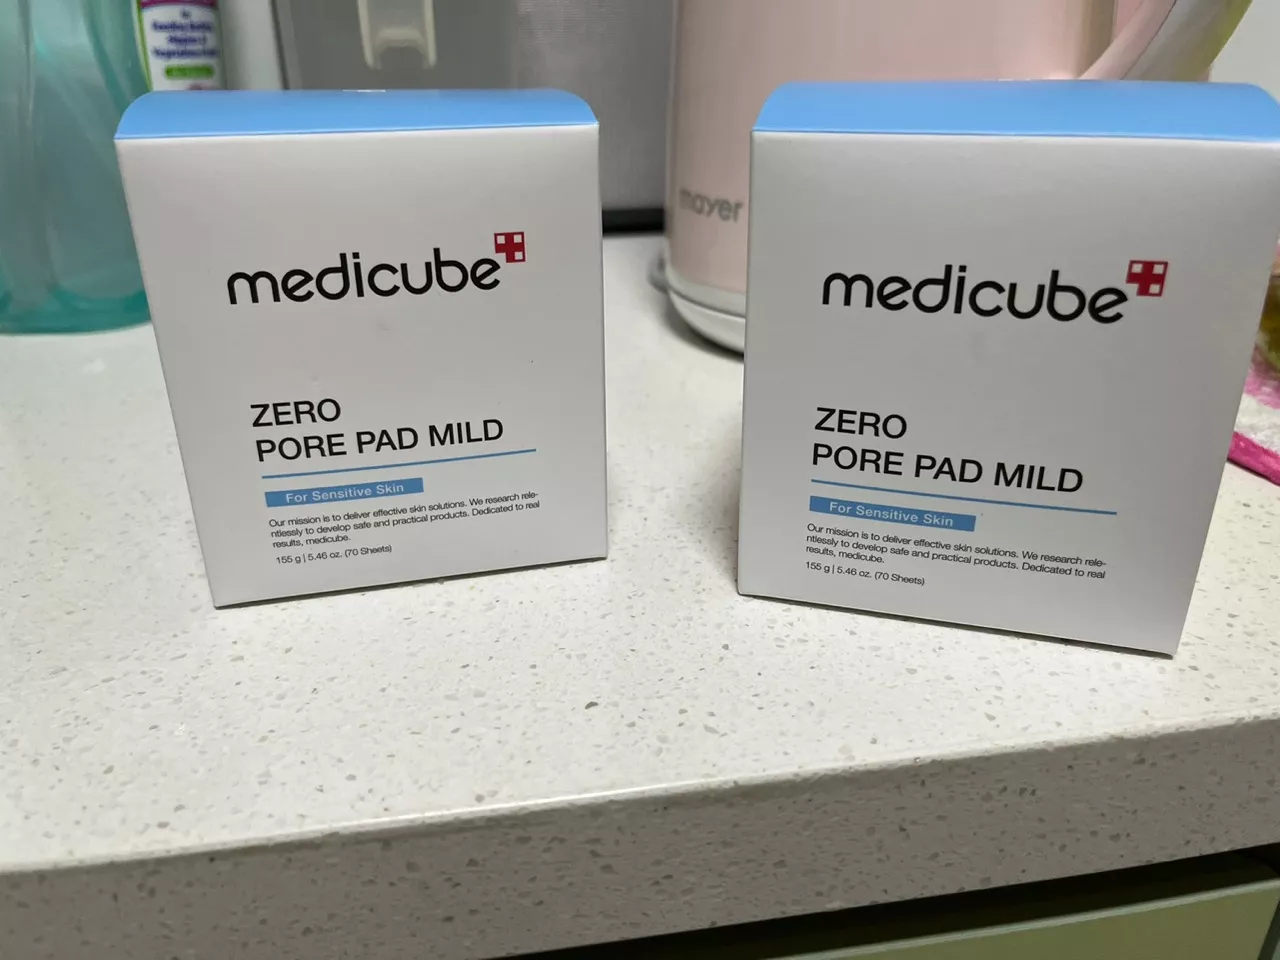 medicube
ZERO
PORE PAD MILD
For Sensitive Skin
Our mission is to deliver effective skin solutions. We research rele-
ntlessly to develop safe and practical products. Dedicated to real
results, medicube.
155 g | 5.46 oz. (70 Sheets)
mayer
medicube
ZERO
PORE PAD MILD
For Sensitive Skin
Our mission is to deliver effective skin solutions. We research rele-
ntlessly to develop safe and practical products. Dedicated to real
results, medicube.
155 g | 5.46 oz. (70 Sheets)